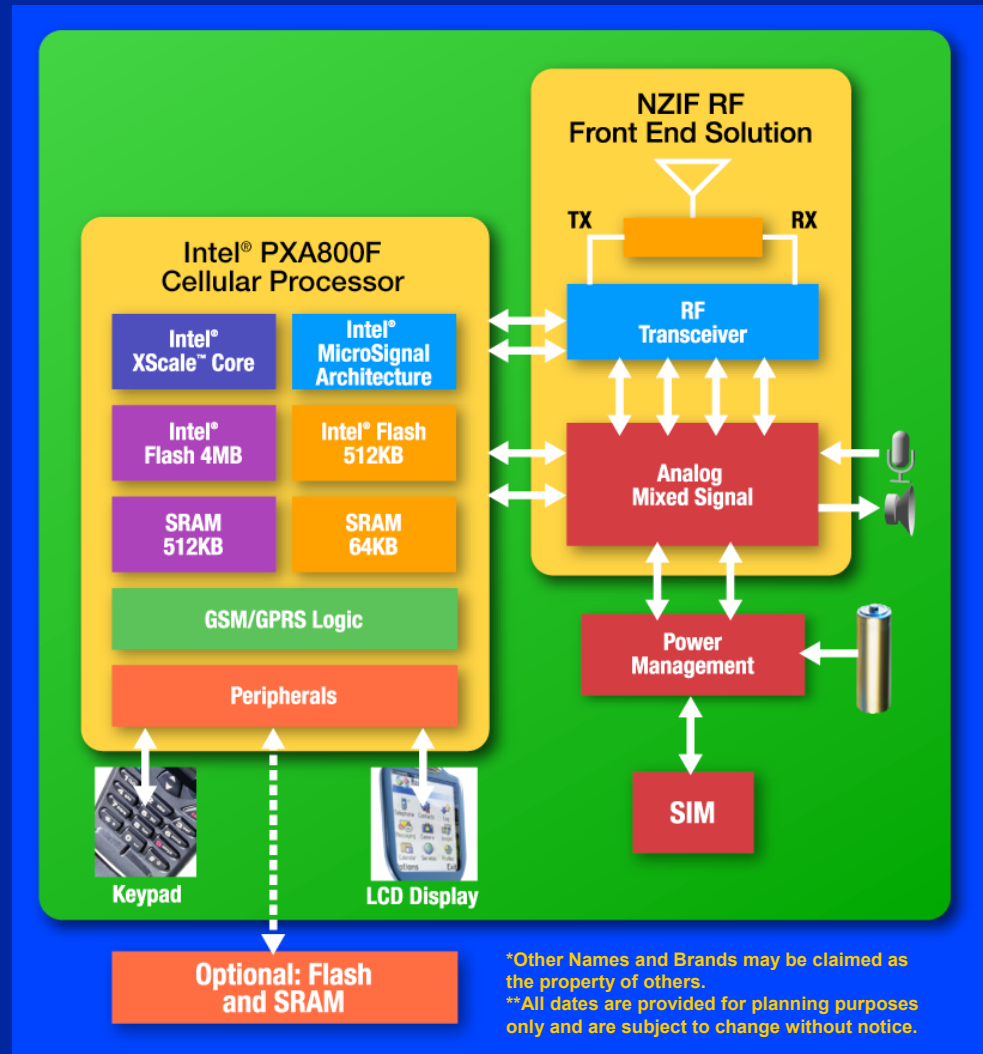 NZIF RF
Front End Solution
TX
RX
Intel® PXA800F
Cellular Processor
Intel®
XScale™ Core
Intel®
MicroSignal
Architecture
RF
Transceiver
Intel®
Flash 4MB
Intel® Flash
512KB
Analog
Mixed Signal
SRAM
512KB
SRAM
64KB
GSM/GPRS Logic
Power
Management
Peripherals
SIM
Keypad
LCD Display
Optional: Flash
and SRAM
*Other Names and Brands may be claimed as
the property of others.
**All dates are provided for planning purposes
only and are subject to change without notice.